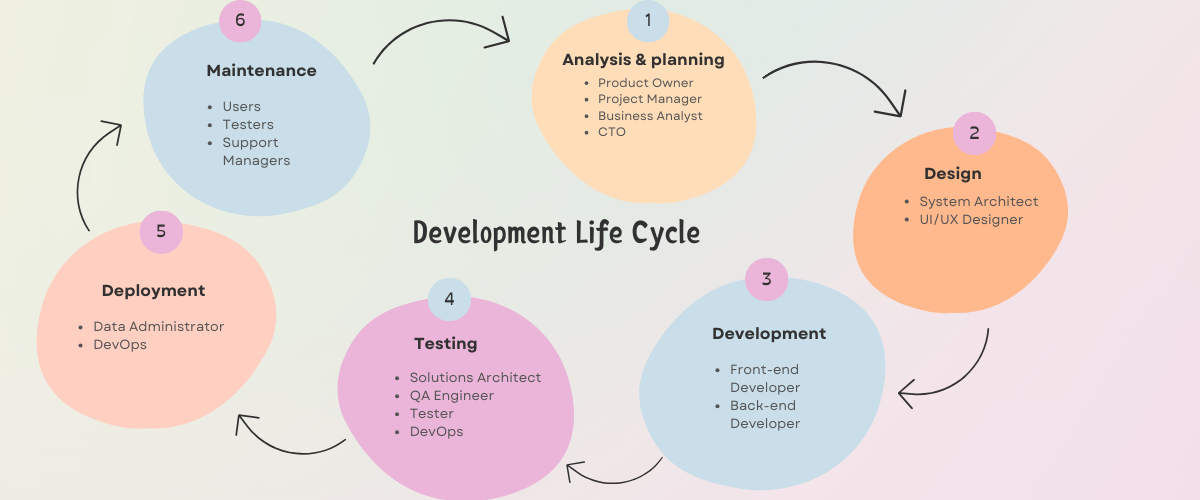 Development Life Cycle
1
Analysis & planning
• Product Owner
• Project Manager
• Business Analyst
• CTO
2
Design
• System Architect
• UI/UX Designer
3
Development
• Front-end
Developer
• Back-end
Developer
4
Testing
• Solutions Architect
• QA Engineer
• Tester
• DevOps
5
Deployment
• Data Administrator
• DevOps
6
Maintenance
• Users
• Testers
• Support
Managers